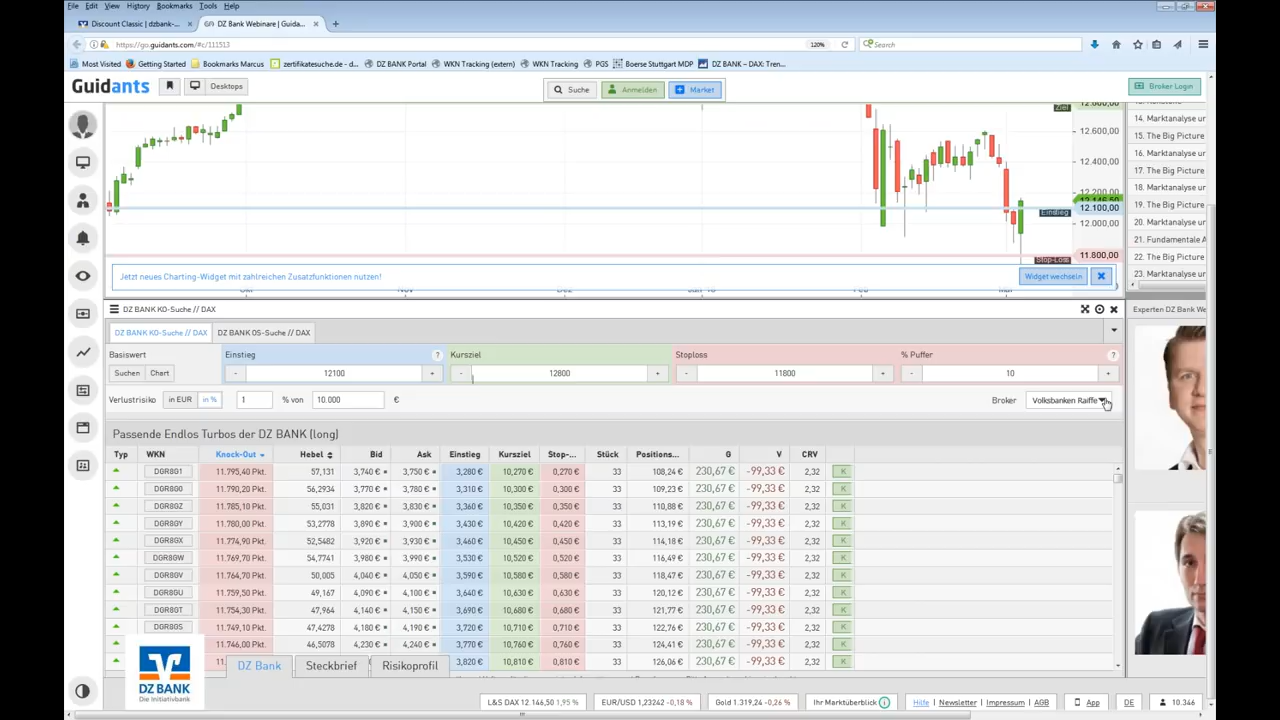 File Edit View History Bookmarks Tools Help
Discount Classic | dzbank-... × DZ Bank Webinare | Guida... × +
https://go.guidants.com/#c/111513 120% Search
Most Visited Getting Started Bookmarks Marcus zertifikatesuche.de - d... DZ BANK Portal WKN Tracking (extern) WKN Tracking PGS Boerse Stuttgart MDP DZ BANK – DAX: Tren...
Guidants Desktops Suche Anmelden Market Broker Login
Ziel
12.600,00
12.400,00
12.200,00
12.146,50
Einstieg 12.100,00
12.000,00
Stop-Loss 11.800,00
14. Marktanalyse ur
15. The Big Picture
16. Marktanalyse ur
17. The Big Picture
18. Marktanalyse ur
19. The Big Picture
20. Marktanalyse ur
21. Fundamentale A
22. The Big Picture
23. Marktanalyse ur
Jetzt neues Charting-Widget mit zahlreichen Zusatzfunktionen nutzen! Widget wechseln
DZ BANK KO-Suche // DAX
Experten DZ Bank We
DZ BANK KO-Suche // DAX DZ BANK OS-Suche // DAX
Basiswert Einstieg ? Kursziel Stoploss % Puffer ?
Suchen Chart - 12100 + - 12800 + - 11800 + - 10 +
Verlustrisiko in EUR in % 1 % von 10.000 € Broker Volksbanken Raiffe
Passende Endlos Turbos der DZ BANK (long)
Typ WKN Knock-Out Hebel Bid Ask Einstieg Kursziel Stop-... Stück Positions... G V CRV
DGR8G1 11.795,40 Pkt. 57,131 3,740 € 3,750 € 3,280 € 10,270 € 0,270 € 33 108,24 € 230,67 € -99,33 € 2,32 K
DGR8G0 11.790,20 Pkt. 56,2934 3,770 € 3,780 € 3,310 € 10,300 € 0,300 € 33 109,23 € 230,67 € -99,33 € 2,32 K
DGR8GZ 11.785,10 Pkt. 55,031 3,820 € 3,830 € 3,360 € 10,350 € 0,350 € 33 110,88 € 230,67 € -99,33 € 2,32 K
DGR8GY 11.780,00 Pkt. 53,2778 3,890 € 3,900 € 3,430 € 10,420 € 0,420 € 33 113,19 € 230,67 € -99,33 € 2,32 K
DGR8GX 11.774,90 Pkt. 52,5482 3,920 € 3,930 € 3,460 € 10,450 € 0,450 € 33 114,18 € 230,67 € -99,33 € 2,32 K
DGR8GW 11.769,70 Pkt. 54,7741 3,980 € 3,990 € 3,530 € 10,520 € 0,520 € 33 116,49 € 230,67 € -99,33 € 2,32 K
DGR8GV 11.764,70 Pkt. 50,005 4,040 € 4,050 € 3,590 € 10,580 € 0,580 € 33 118,47 € 230,67 € -99,33 € 2,32 K
DGR8GU 11.759,50 Pkt. 49,167 4,090 € 4,100 € 3,640 € 10,630 € 0,630 € 33 120,12 € 230,67 € -99,33 € 2,32 K
DGR8GT 11.754,30 Pkt. 47,964 4,140 € 4,150 € 3,690 € 10,680 € 0,680 € 33 121,77 € 230,67 € -99,33 € 2,32 K
DGR8GS 11.749,10 Pkt. 47,4278 4,180 € 4,190 € 3,720 € 10,710 € 0,710 € 33 122,76 € 230,67 € -99,33 € 2,32 K
11.746,00 Pkt. 46,5078 4,230 € 4,240 € 3,770 € 10,760 € 0,760 € 33 124,41 € 230,67 € -99,33 € 2,32 K
3,820 € 10,810 € 0,810 € 33 126,06 € 230,67 € -99,33 € 2,32 K
DZ Bank Steckbrief Risikoprofil
DZ BANK
Die Initiativbank
L&S DAX 12 146,50 1,95 % EUR/USD 1,23242 -0,18 % Gold 1.319,24 -0,26 % Ihr Marktüberblick Hilfe | Newsletter | Impressum | AGB App DE 10.346